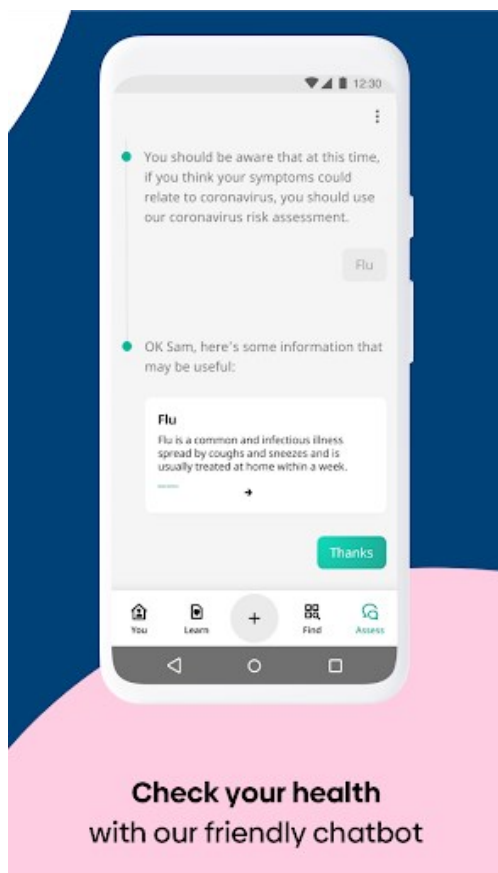 12:30
You should be aware that at this time,
if you think your symptoms could
relate to coronavirus, you should use
our coronavirus risk assessment.
Flu
OK Sam, here's some information that
may be useful:
Flu
Flu is a common and infectious illness
spread by coughs and sneezes and is
usually treated at home within a week.
Thanks
You
Learn
Find
Assess
Check your health
with our friendly chatbot